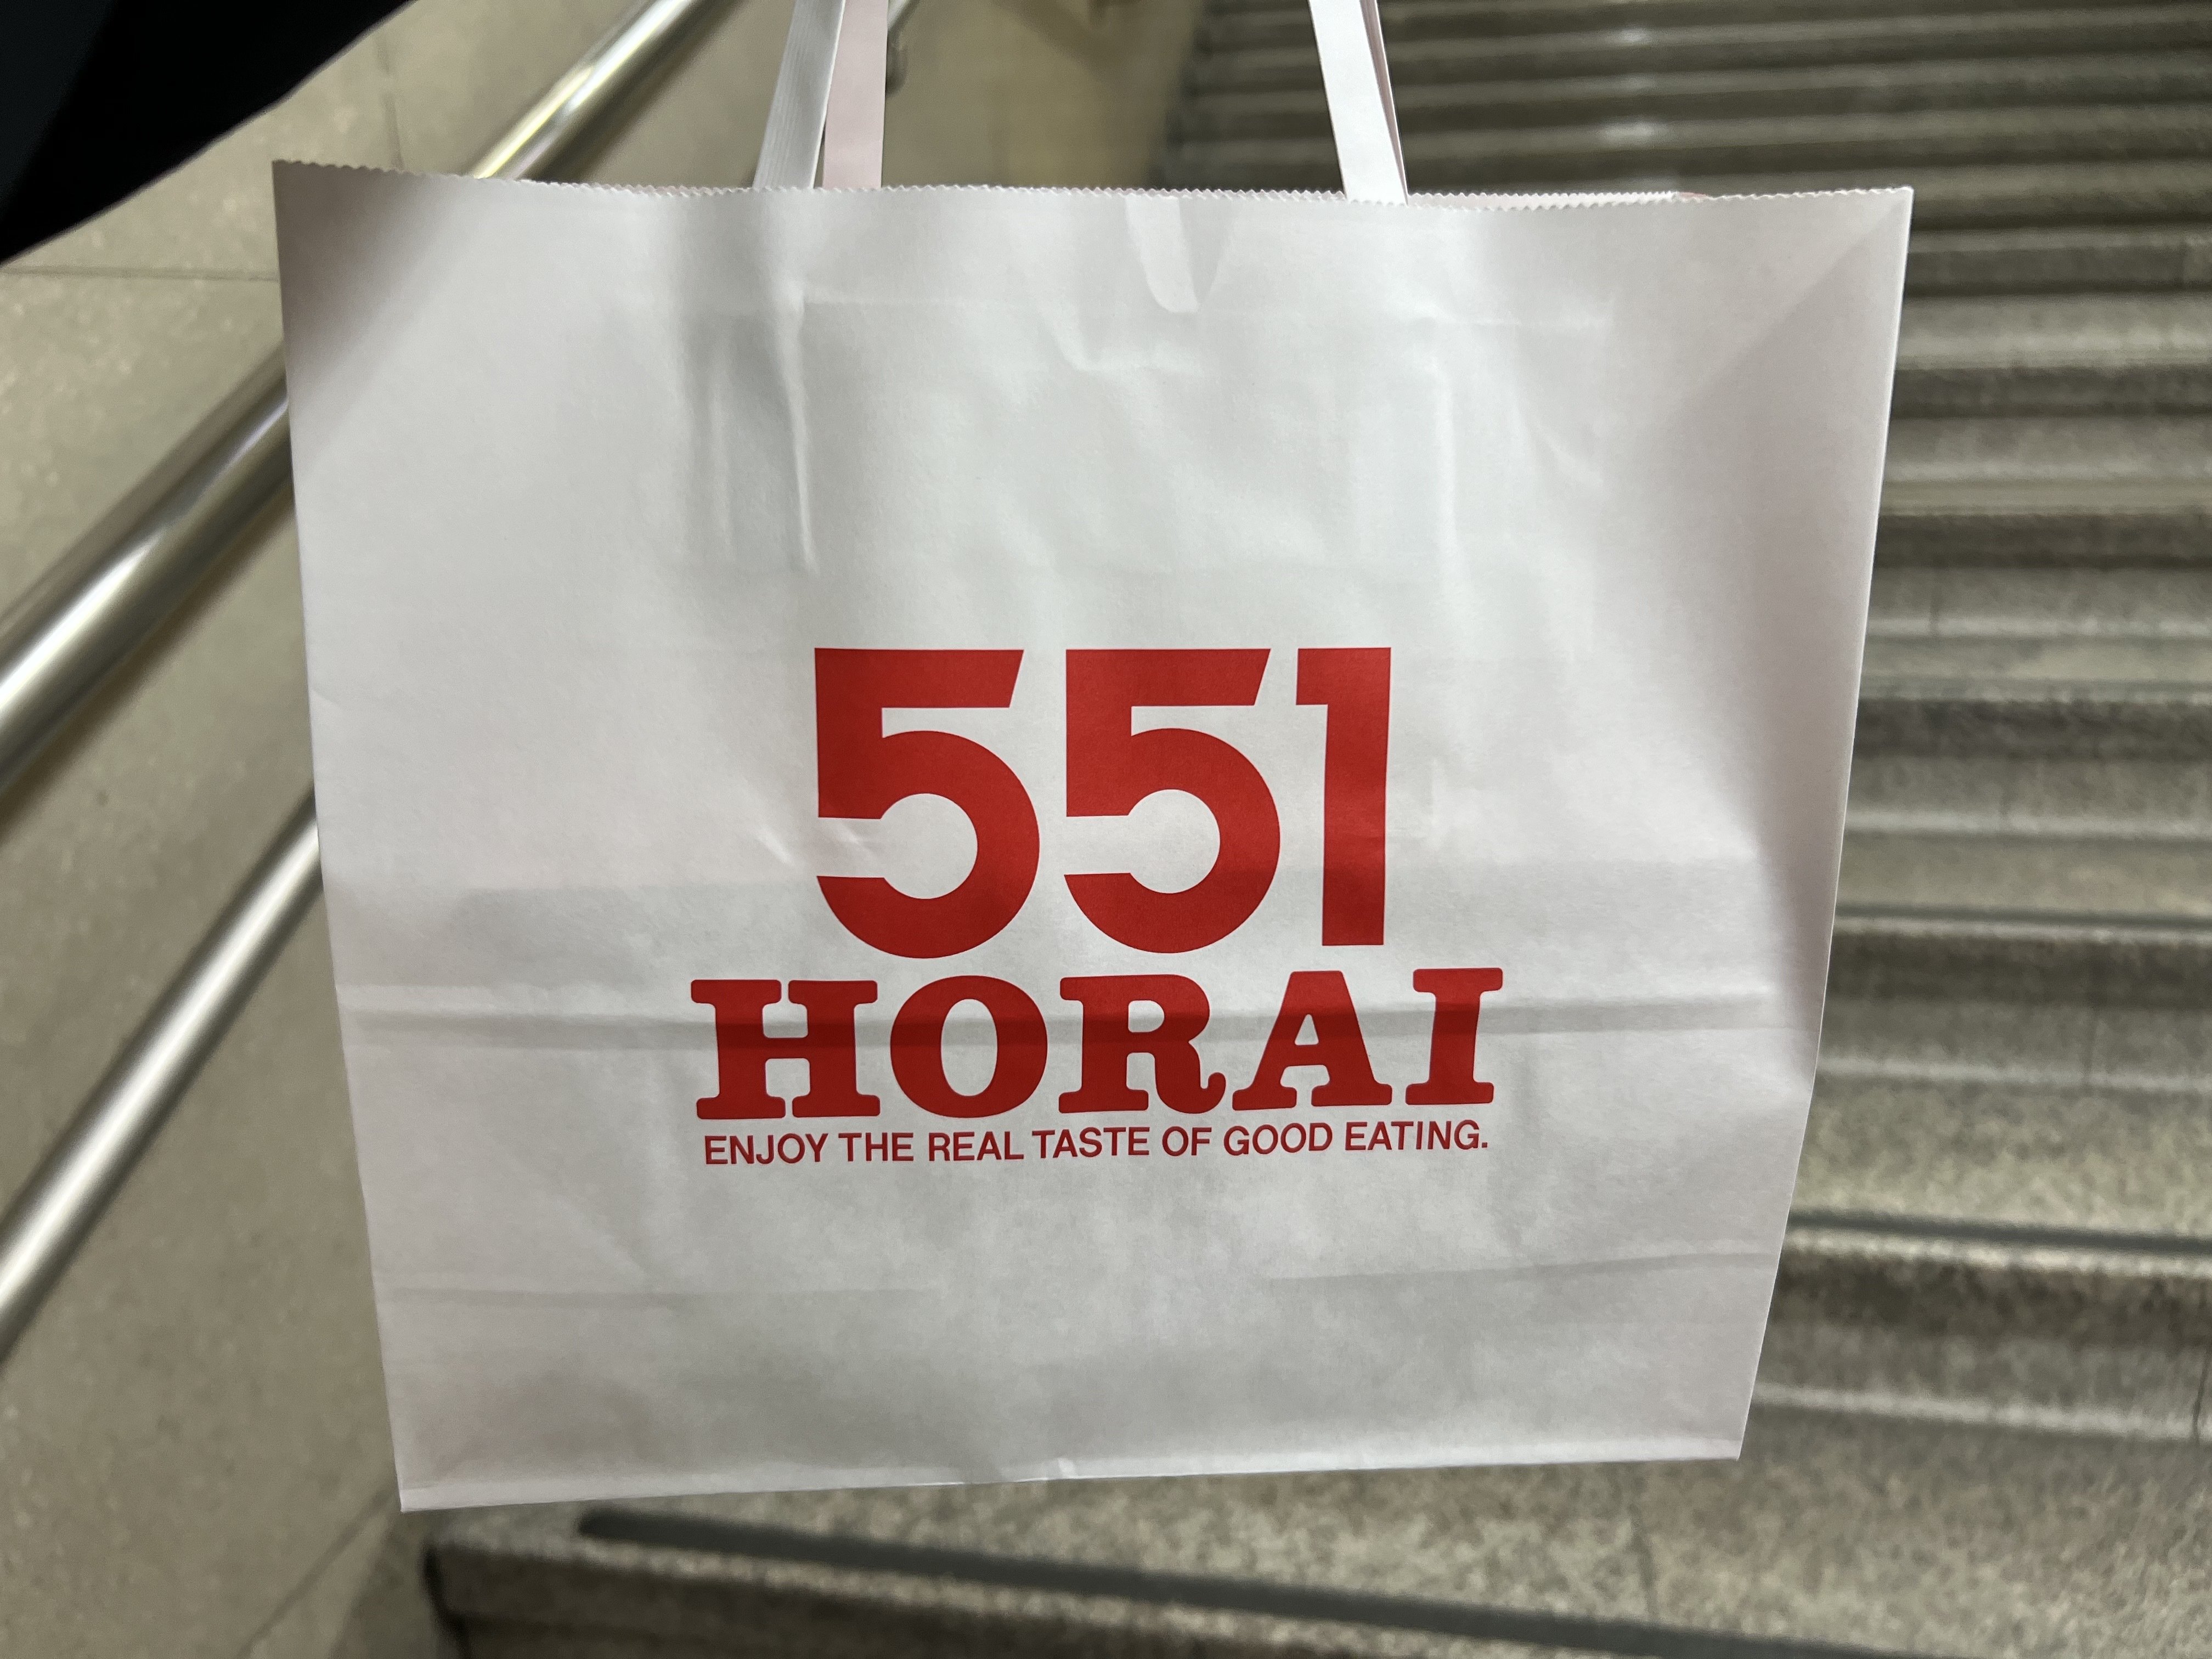 551
HORAI
ENJOY THE REAL TASTE OF GOOD EATING.